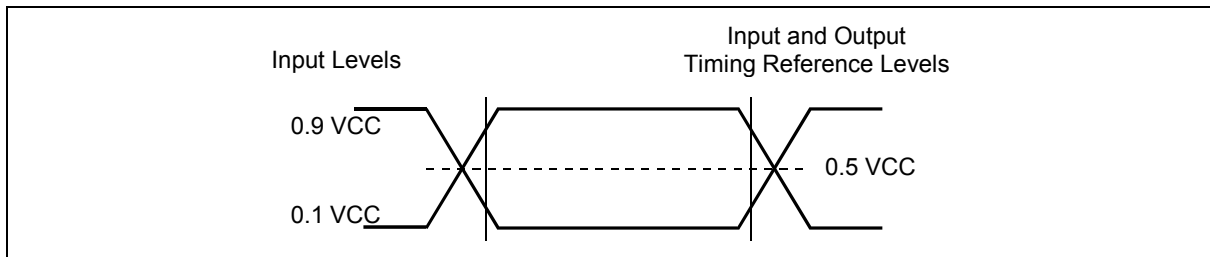 Input Levels
Input and Output
Timing Reference Levels
0.9 VCC
0.5 VCC
0.1 VCC